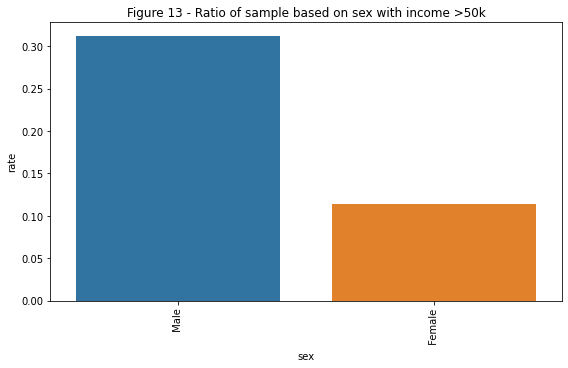 Figure 13 - Ratio of sample based on sex with income >50k
0.30
0.25
0.20
0.15
0.10
0.05
0.00
rate
Male
Female
sex